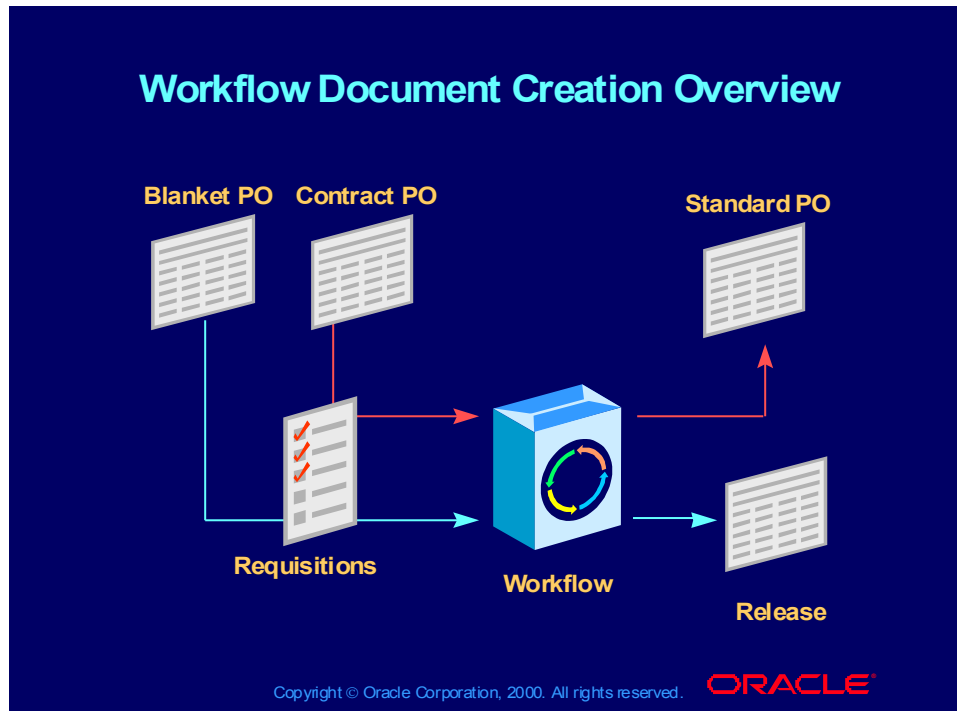 Workflow Document Creation Overview
Blanket PO
Contract PO
Standard PO
Requisitions
Workflow
Release
Copyright © Oracle Corporation, 2000. All rights reserved.
ORACLE®